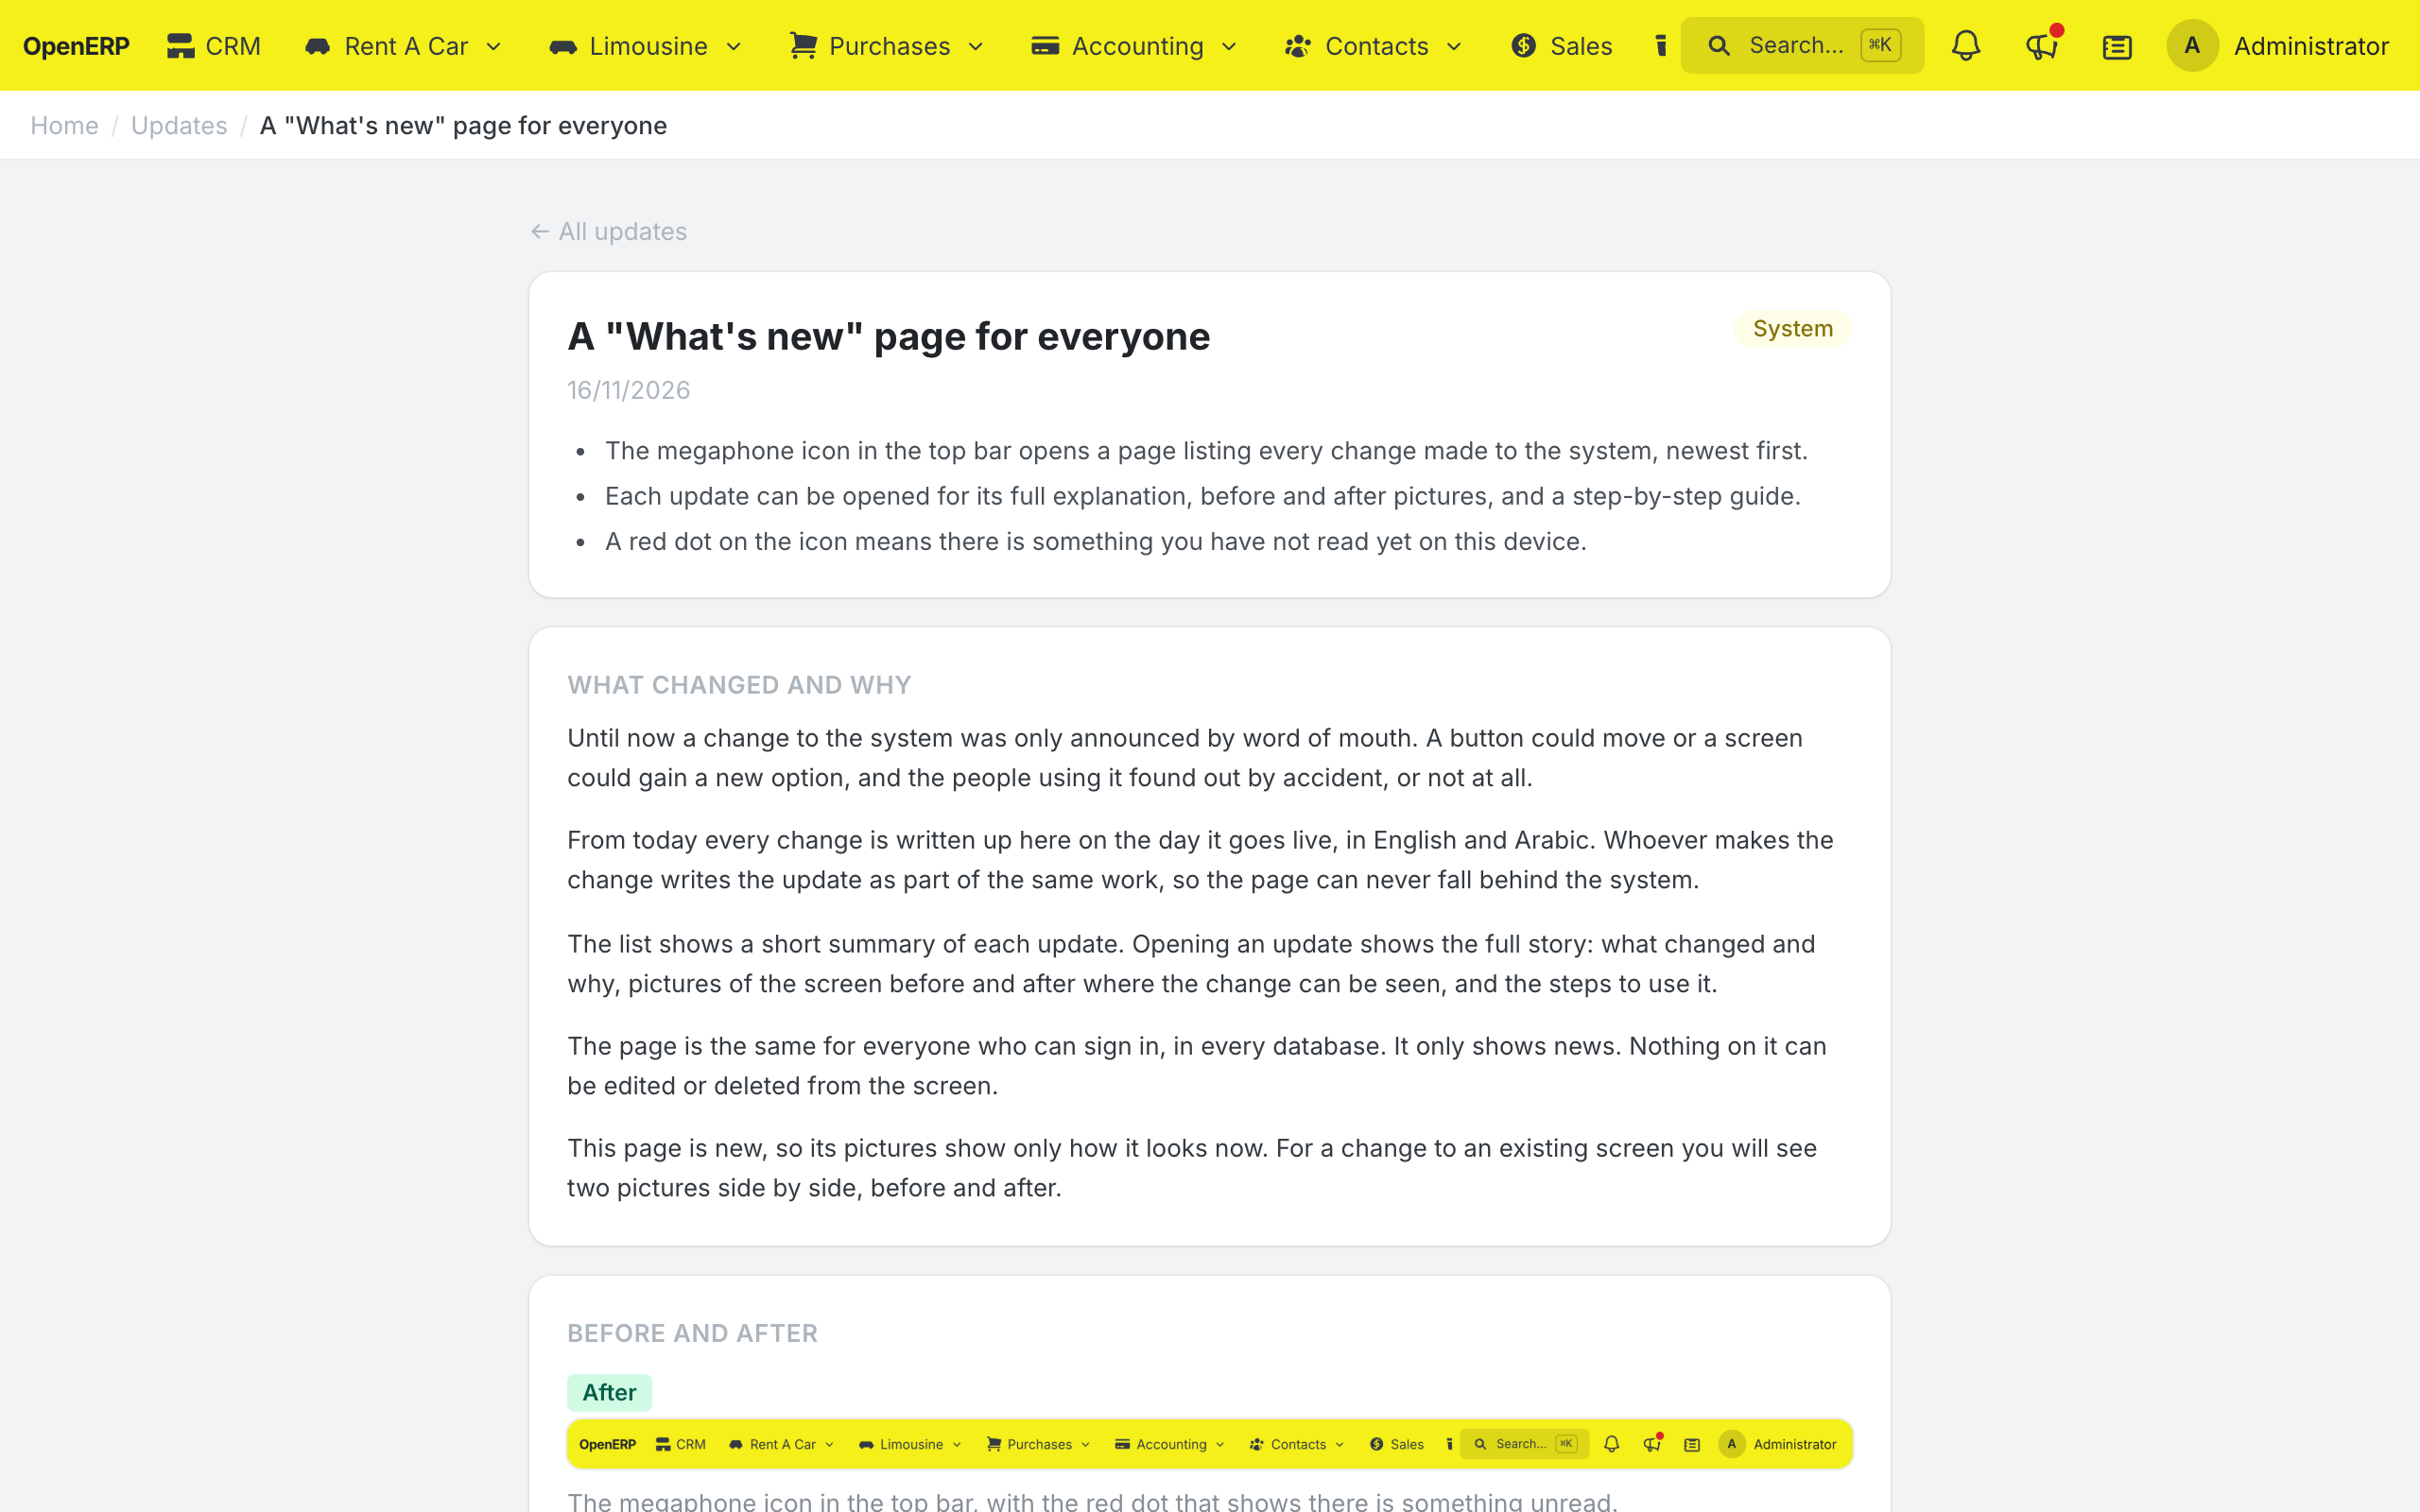 OpenERP CRM Rent A Car Limousine Purchases Accounting Contacts Sales Search... ⌘K A Administrator
Home / Updates / A "What's new" page for everyone
← All updates
A "What's new" page for everyone
System
16/11/2026
• The megaphone icon in the top bar opens a page listing every change made to the system, newest first.
• Each update can be opened for its full explanation, before and after pictures, and a step-by-step guide.
• A red dot on the icon means there is something you have not read yet on this device.
WHAT CHANGED AND WHY
Until now a change to the system was only announced by word of mouth. A button could move or a screen
could gain a new option, and the people using it found out by accident, or not at all.
From today every change is written up here on the day it goes live, in English and Arabic. Whoever makes the
change writes the update as part of the same work, so the page can never fall behind the system.
The list shows a short summary of each update. Opening an update shows the full story: what changed and
why, pictures of the screen before and after where the change can be seen, and the steps to use it.
The page is the same for everyone who can sign in, in every database. It only shows news. Nothing on it can
be edited or deleted from the screen.
This page is new, so its pictures show only how it looks now. For a change to an existing screen you will see
two pictures side by side, before and after.
BEFORE AND AFTER
After
OpenERP CRM Rent A Car Limousine Purchases Accounting Contacts Sales Search... ⌘K A Administrator
The megaphone icon in the top bar, with the red dot that shows there is something unread.